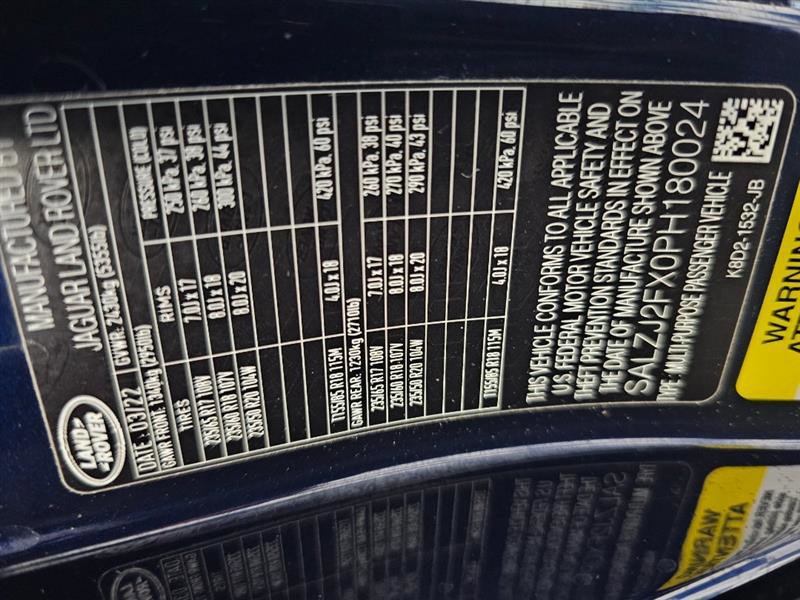 MANUFACTURED BY
JAGUAR LAND ROVER LTD
LAND ROVER
DATE : 03/22 GVWR: 2430kg (5355lb)
GAWR FRONT: 1340kg (2950lb)
TIRES RIMS PRESSURE (COLD)
235/65 R17 108V 7.0J x 17 250 kPa, 37 psi
235/60 R18 107V 8.0J x 18 260 kPa, 38 psi
235/50 R20 104W 8.0J x 20 300 kPa, 44 psi
T155/85 R18 115M 4.0J x 18 420 kPa, 60 psi
GAWR REAR: 1230kg (2710lb)
235/65 R17 108V 7.0J x 17 260 kPa, 38 psi
235/60 R18 107V 8.0J x 18 270 kPa, 40 psi
235/50 R20 104W 8.0J x 20 290 kPa, 43 psi
T155/85 R18 115M 4.0J x 18 420 kPa, 60 psi
THIS VEHICLE CONFORMS TO ALL APPLICABLE
U.S. FEDERAL MOTOR VEHICLE SAFETY AND
THEFT PREVENTION STANDARDS IN EFFECT ON
THE DATE OF MANUFACTURE SHOWN ABOVE
SALZJ2FX0PH180024
TYPE : MULTI-PURPOSE PASSENGER VEHICLE
K8D2-1532-JB
WARNING